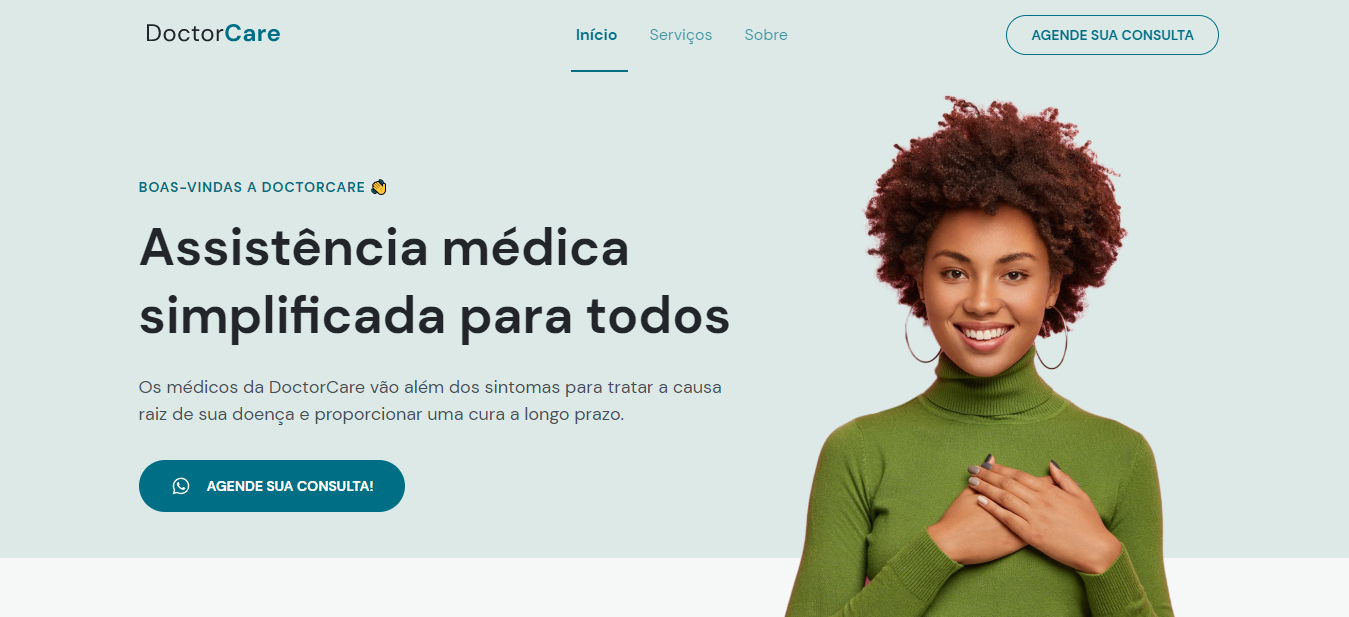 DoctorCare
Início
Serviços
Sobre
AGENDE SUA CONSULTA
BOAS-VINDAS A DOCTORCARE 👏
Assistência médica
simplificada para todos
Os médicos da DoctorCare vão além dos sintomas para tratar a causa
raiz de sua doença e proporcionar uma cura a longo prazo.
AGENDE SUA CONSULTA!